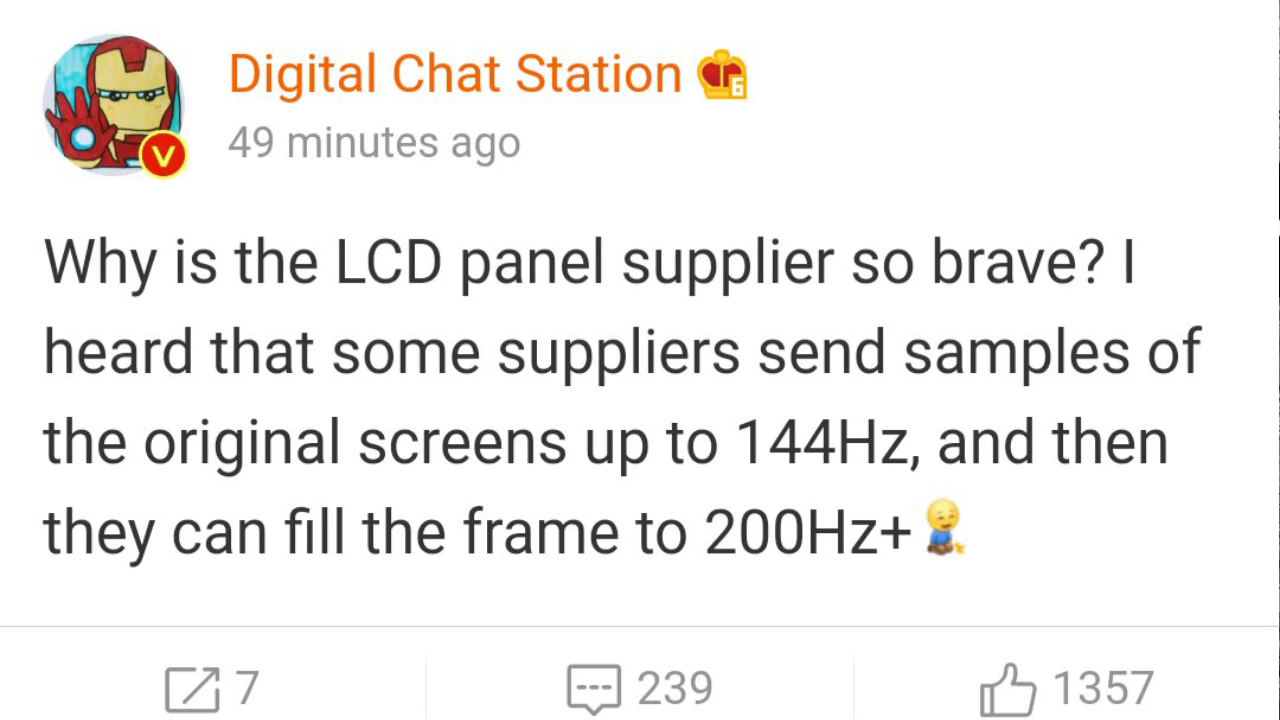 Digital Chat Station
6
49 minutes ago
Why is the LCD panel supplier so brave? I
heard that some suppliers send samples of
the original screens up to 144Hz, and then
they can fill the frame to 200Hz+
7
239
1357